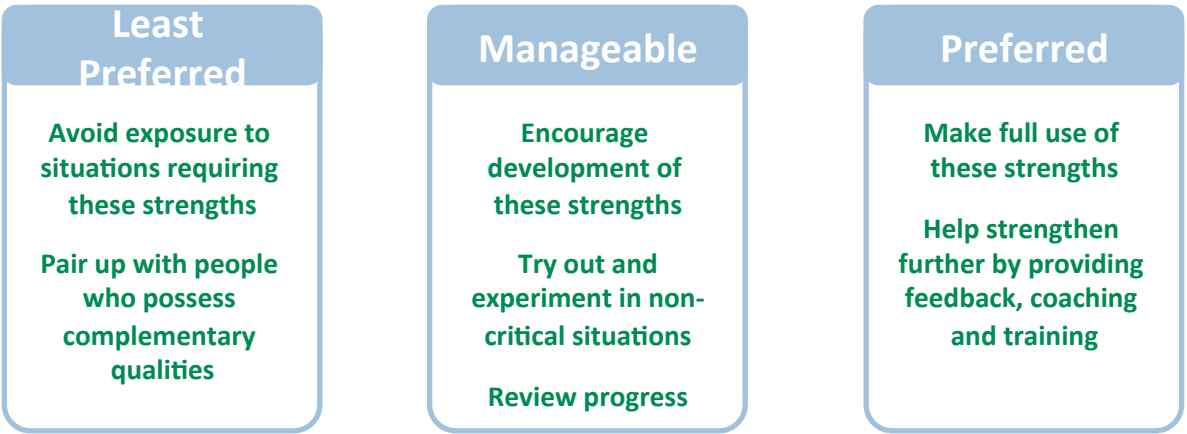 Least
Preferred
Avoid exposure to
situations requiring
these strengths
Pair up with people
who possess
complementary
qualities
Manageable
Encourage
development of
these strengths
Try out and
experiment in non-
critical situations
Review progress
Preferred
Make full use of
these strengths
Help strengthen
further by providing
feedback, coaching
and training